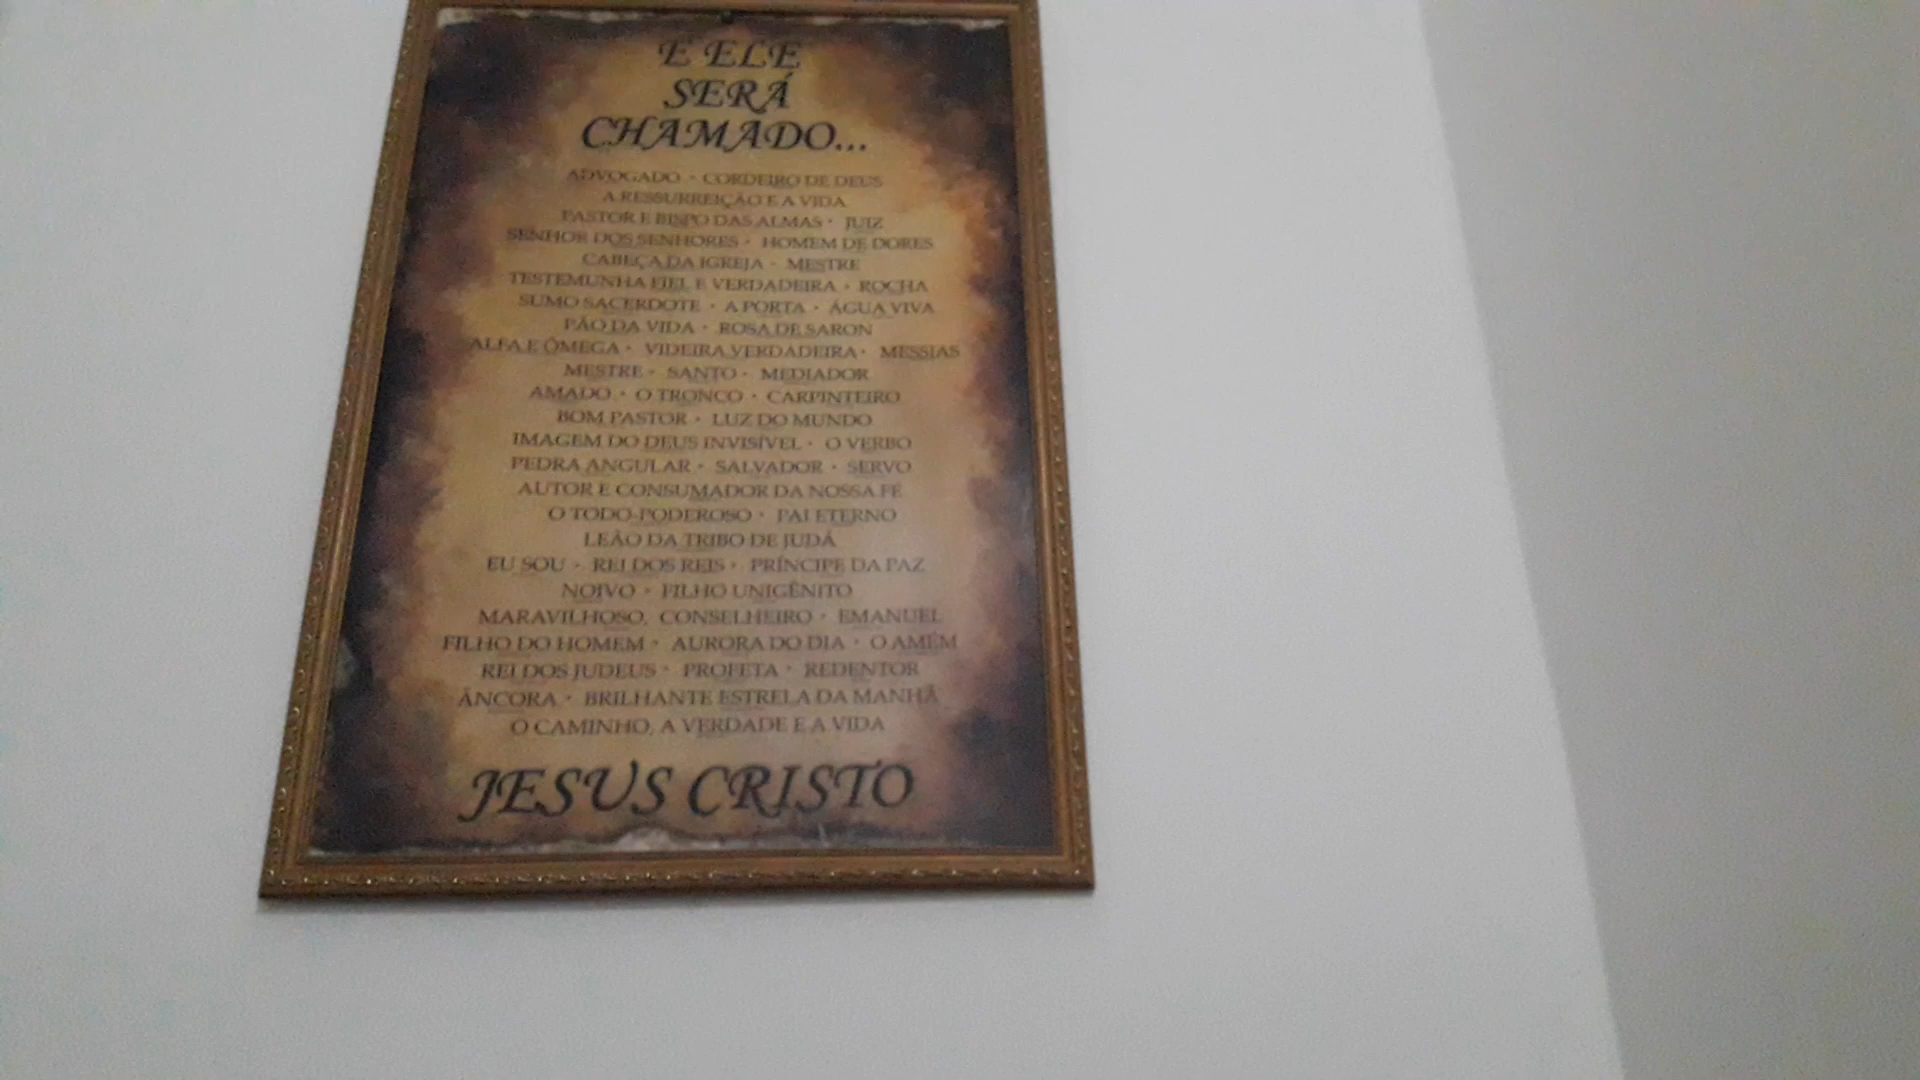 E ELE
SERÁ
CHAMADO...
ADVOGADO • CORDEIRO DE DEUS
A RESSURREIÇÃO E A VIDA
PASTOR E BISPO DAS ALMAS • JUIZ
SENHOR DOS SENHORES • HOMEM DE DORES
CABEÇA DA IGREJA • MESTRE
TESTEMUNHA FIEL E VERDADEIRA • ROCHA
SUMO SACERDOTE • A PORTA • ÁGUA VIVA
PÃO DA VIDA • ROSA DE SARON
ALFA E ÔMEGA • VIDEIRA VERDADEIRA • MESSIAS
MESTRE • SANTO • MEDIADOR
AMADO • O TRONCO • CARPINTEIRO
BOM PASTOR • LUZ DO MUNDO
IMAGEM DO DEUS INVISÍVEL • O VERBO
PEDRA ANGULAR • SALVADOR • SERVO
AUTOR E CONSUMADOR DA NOSSA FÉ
O TODO-PODEROSO • PAI ETERNO
LEÃO DA TRIBO DE JUDÁ
EU SOU • REI DOS REIS • PRÍNCIPE DA PAZ
NOIVO • FILHO UNIGÊNITO
MARAVILHOSO, CONSELHEIRO • EMANUEL
FILHO DO HOMEM • AURORA DO DIA • O AMÉM
REI DOS JUDEUS • PROFETA • REDENTOR
ÂNCORA • BRILHANTE ESTRELA DA MANHÃ
O CAMINHO, A VERDADE E A VIDA
JESUS CRISTO